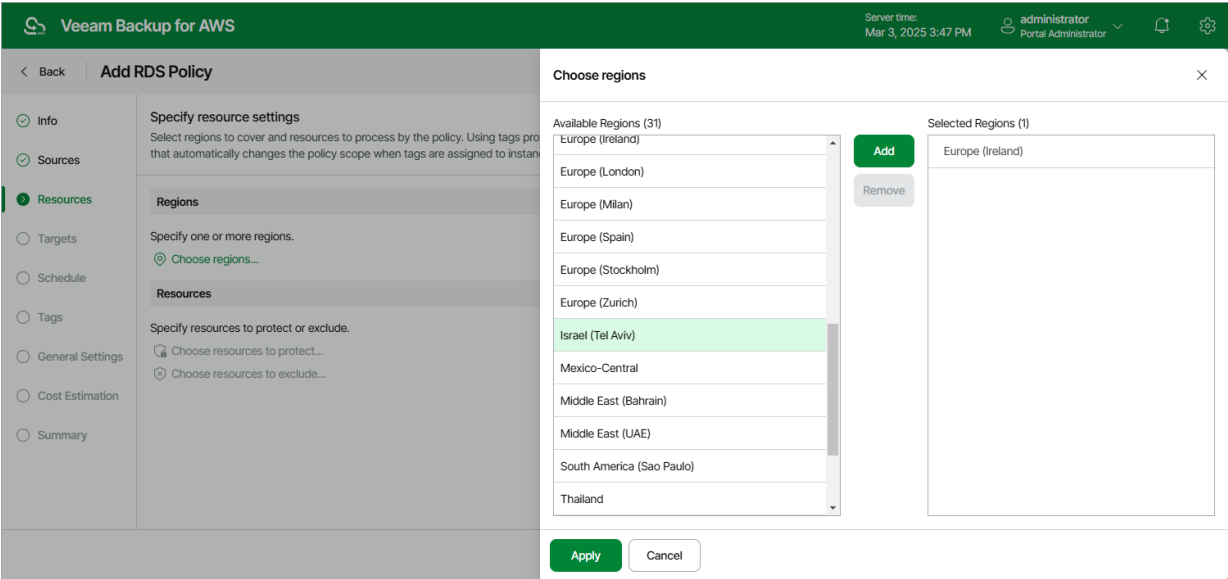 Veeam Backup for AWS
Server time:
Mar 3, 2025 3:47 PM
administrator
Portal Administrator
Back
Add RDS Policy
Info
Sources
Resources
Targets
Schedule
Tags
General Settings
Cost Estimation
Summary
Specify resource settings
Select regions to cover and resources to process by the policy. Using tags pro
that automatically changes the policy scope when tags are assigned to instan
Regions
Specify one or more regions.
Choose regions...
Resources
Specify resources to protect or exclude.
Choose resources to protect...
Choose resources to exclude...
Choose regions
Available Regions (31)
Europe (Ireland)
Europe (London)
Europe (Milan)
Europe (Spain)
Europe (Stockholm)
Europe (Zurich)
Israel (Tel Aviv)
Mexico-Central
Middle East (Bahrain)
Middle East (UAE)
South America (Sao Paulo)
Thailand
Add
Remove
Selected Regions (1)
Europe (Ireland)
Apply
Cancel